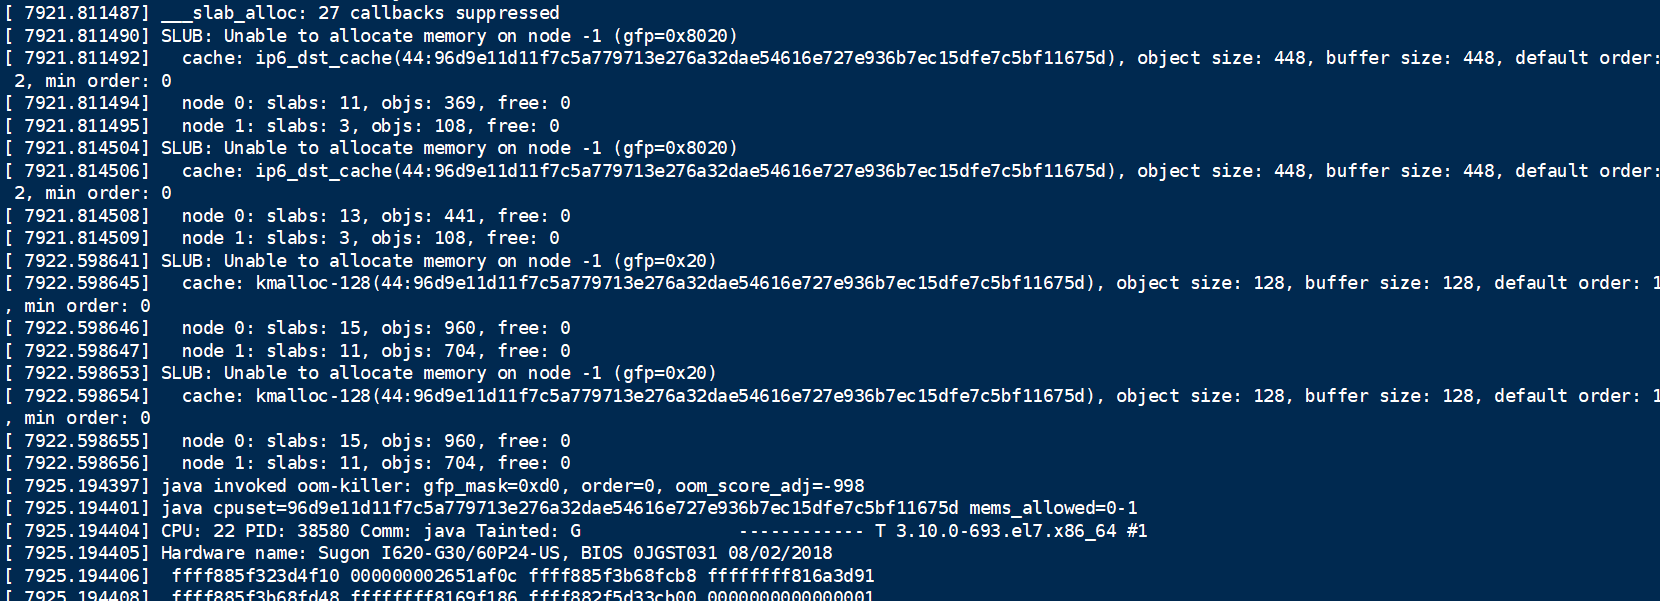 [ 7921.811487] ___slab_alloc: 27 callbacks suppressed
[ 7921.811490] SLUB: Unable to allocate memory on node -1 (gfp=0x8020)
[ 7921.811492]   cache: ip6_dst_cache(44:96d9e11d11f7c5a779713e276a32dae54616e727e936b7ec15dfe7c5bf11675d), object size: 448, buffer size: 448, default order:
 2, min order: 0
[ 7921.811494]   node 0: slabs: 11, objs: 369, free: 0
[ 7921.811495]   node 1: slabs: 3, objs: 108, free: 0
[ 7921.814504] SLUB: Unable to allocate memory on node -1 (gfp=0x8020)
[ 7921.814506]   cache: ip6_dst_cache(44:96d9e11d11f7c5a779713e276a32dae54616e727e936b7ec15dfe7c5bf11675d), object size: 448, buffer size: 448, default order:
 2, min order: 0
[ 7921.814508]   node 0: slabs: 13, objs: 441, free: 0
[ 7921.814509]   node 1: slabs: 3, objs: 108, free: 0
[ 7922.598641] SLUB: Unable to allocate memory on node -1 (gfp=0x20)
[ 7922.598645]   cache: kmalloc-128(44:96d9e11d11f7c5a779713e276a32dae54616e727e936b7ec15dfe7c5bf11675d), object size: 128, buffer size: 128, default order: 1
, min order: 0
[ 7922.598646]   node 0: slabs: 15, objs: 960, free: 0
[ 7922.598647]   node 1: slabs: 11, objs: 704, free: 0
[ 7922.598653] SLUB: Unable to allocate memory on node -1 (gfp=0x20)
[ 7922.598654]   cache: kmalloc-128(44:96d9e11d11f7c5a779713e276a32dae54616e727e936b7ec15dfe7c5bf11675d), object size: 128, buffer size: 128, default order: 1
, min order: 0
[ 7922.598655]   node 0: slabs: 15, objs: 960, free: 0
[ 7922.598656]   node 1: slabs: 11, objs: 704, free: 0
[ 7925.194397] java invoked oom-killer: gfp_mask=0xd0, order=0, oom_score_adj=-998
[ 7925.194401] java cpuset=96d9e11d11f7c5a779713e276a32dae54616e727e936b7ec15dfe7c5bf11675d mems_allowed=0-1
[ 7925.194404] CPU: 22 PID: 38580 Comm: java Tainted: G               ------------ T 3.10.0-693.el7.x86_64 #1
[ 7925.194405] Hardware name: Sugon I620-G30/60P24-US, BIOS 0JGST031 08/02/2018
[ 7925.194406]  ffff885f323d4f10 000000002651af0c ffff885f3b68fcb8 ffffffff816a3d91
[ 7925.194408]  ffff885f3b68fd48 ffffffff8169f186 ffff882f5d33cb00 0000000000000001